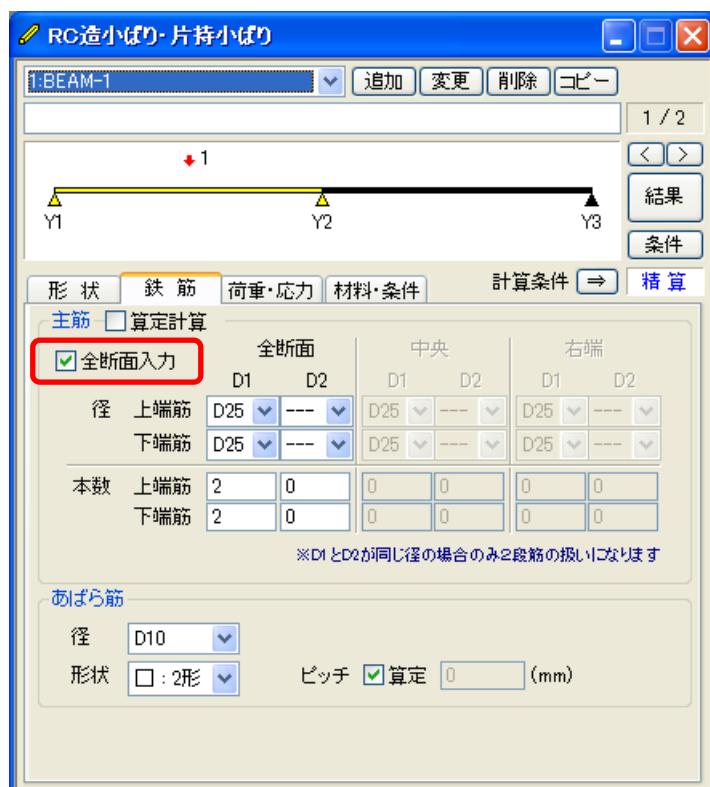 RC造小ばり・片持小ばり
1:BEAM-1 追加 変更 削除 コピー
1 / 2
1
Y1 Y2 Y3
< >
結果
条件
形 状 鉄 筋 荷重・応力 材料・条件 計算条件 ⇒ 精 算
主筋 算定計算
全断面入力 全断面 中央 右端
D1 D2 D1 D2 D1 D2
径 上端筋 D25 --- D25 --- D25 ---
下端筋 D25 --- D25 --- D25 ---
本数 上端筋 2 0 0 0 0 0
下端筋 2 0 0 0 0 0
※D1とD2が同じ径の場合のみ2段筋の扱いになります
あばら筋
径 D10
形状 口:2形 ピッチ 算定 0 (mm)